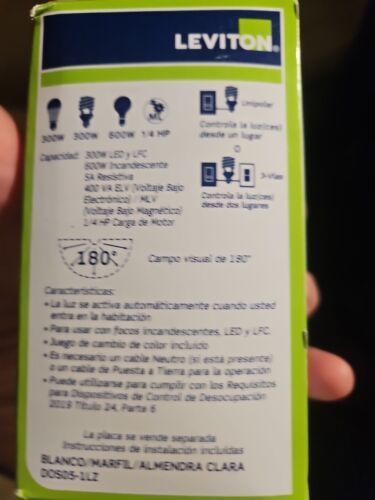 LEVITON®
300W 300W 600W 1/4 HP
Unipolar
Controla la luz(ces)
desde un lugar
O
3-Vías
Controla la luz(ces)
desde dos lugares
Capacidad: 300W LED y LFC
600W Incandescente
5A Resistiva
400 VA ELV (Voltaje Bajo
Electrónico) / MLV
(Voltaje Bajo Magnético)
1/4 HP Carga de Motor
180°
Campo visual de 180°
Características:
• La luz se activa automáticamente cuando usted
entra en la habitación
• Para usar con focos incandescentes, LED y LFC.
• Juego de cambio de color incluido
• Es necesario un cable Neutro (si está presente)
o un cable de Puesta a Tierra para la operación
• Puede utilizarse para cumplir con los Requisitos
para Dispositivos de Control de Desocupación
2019 Título 24, Parte 6
La placa se vende separada
Instrucciones de instalación incluidas
BLANCO/MARFIL/ALMENDRA CLARA
DOS05-1LZ